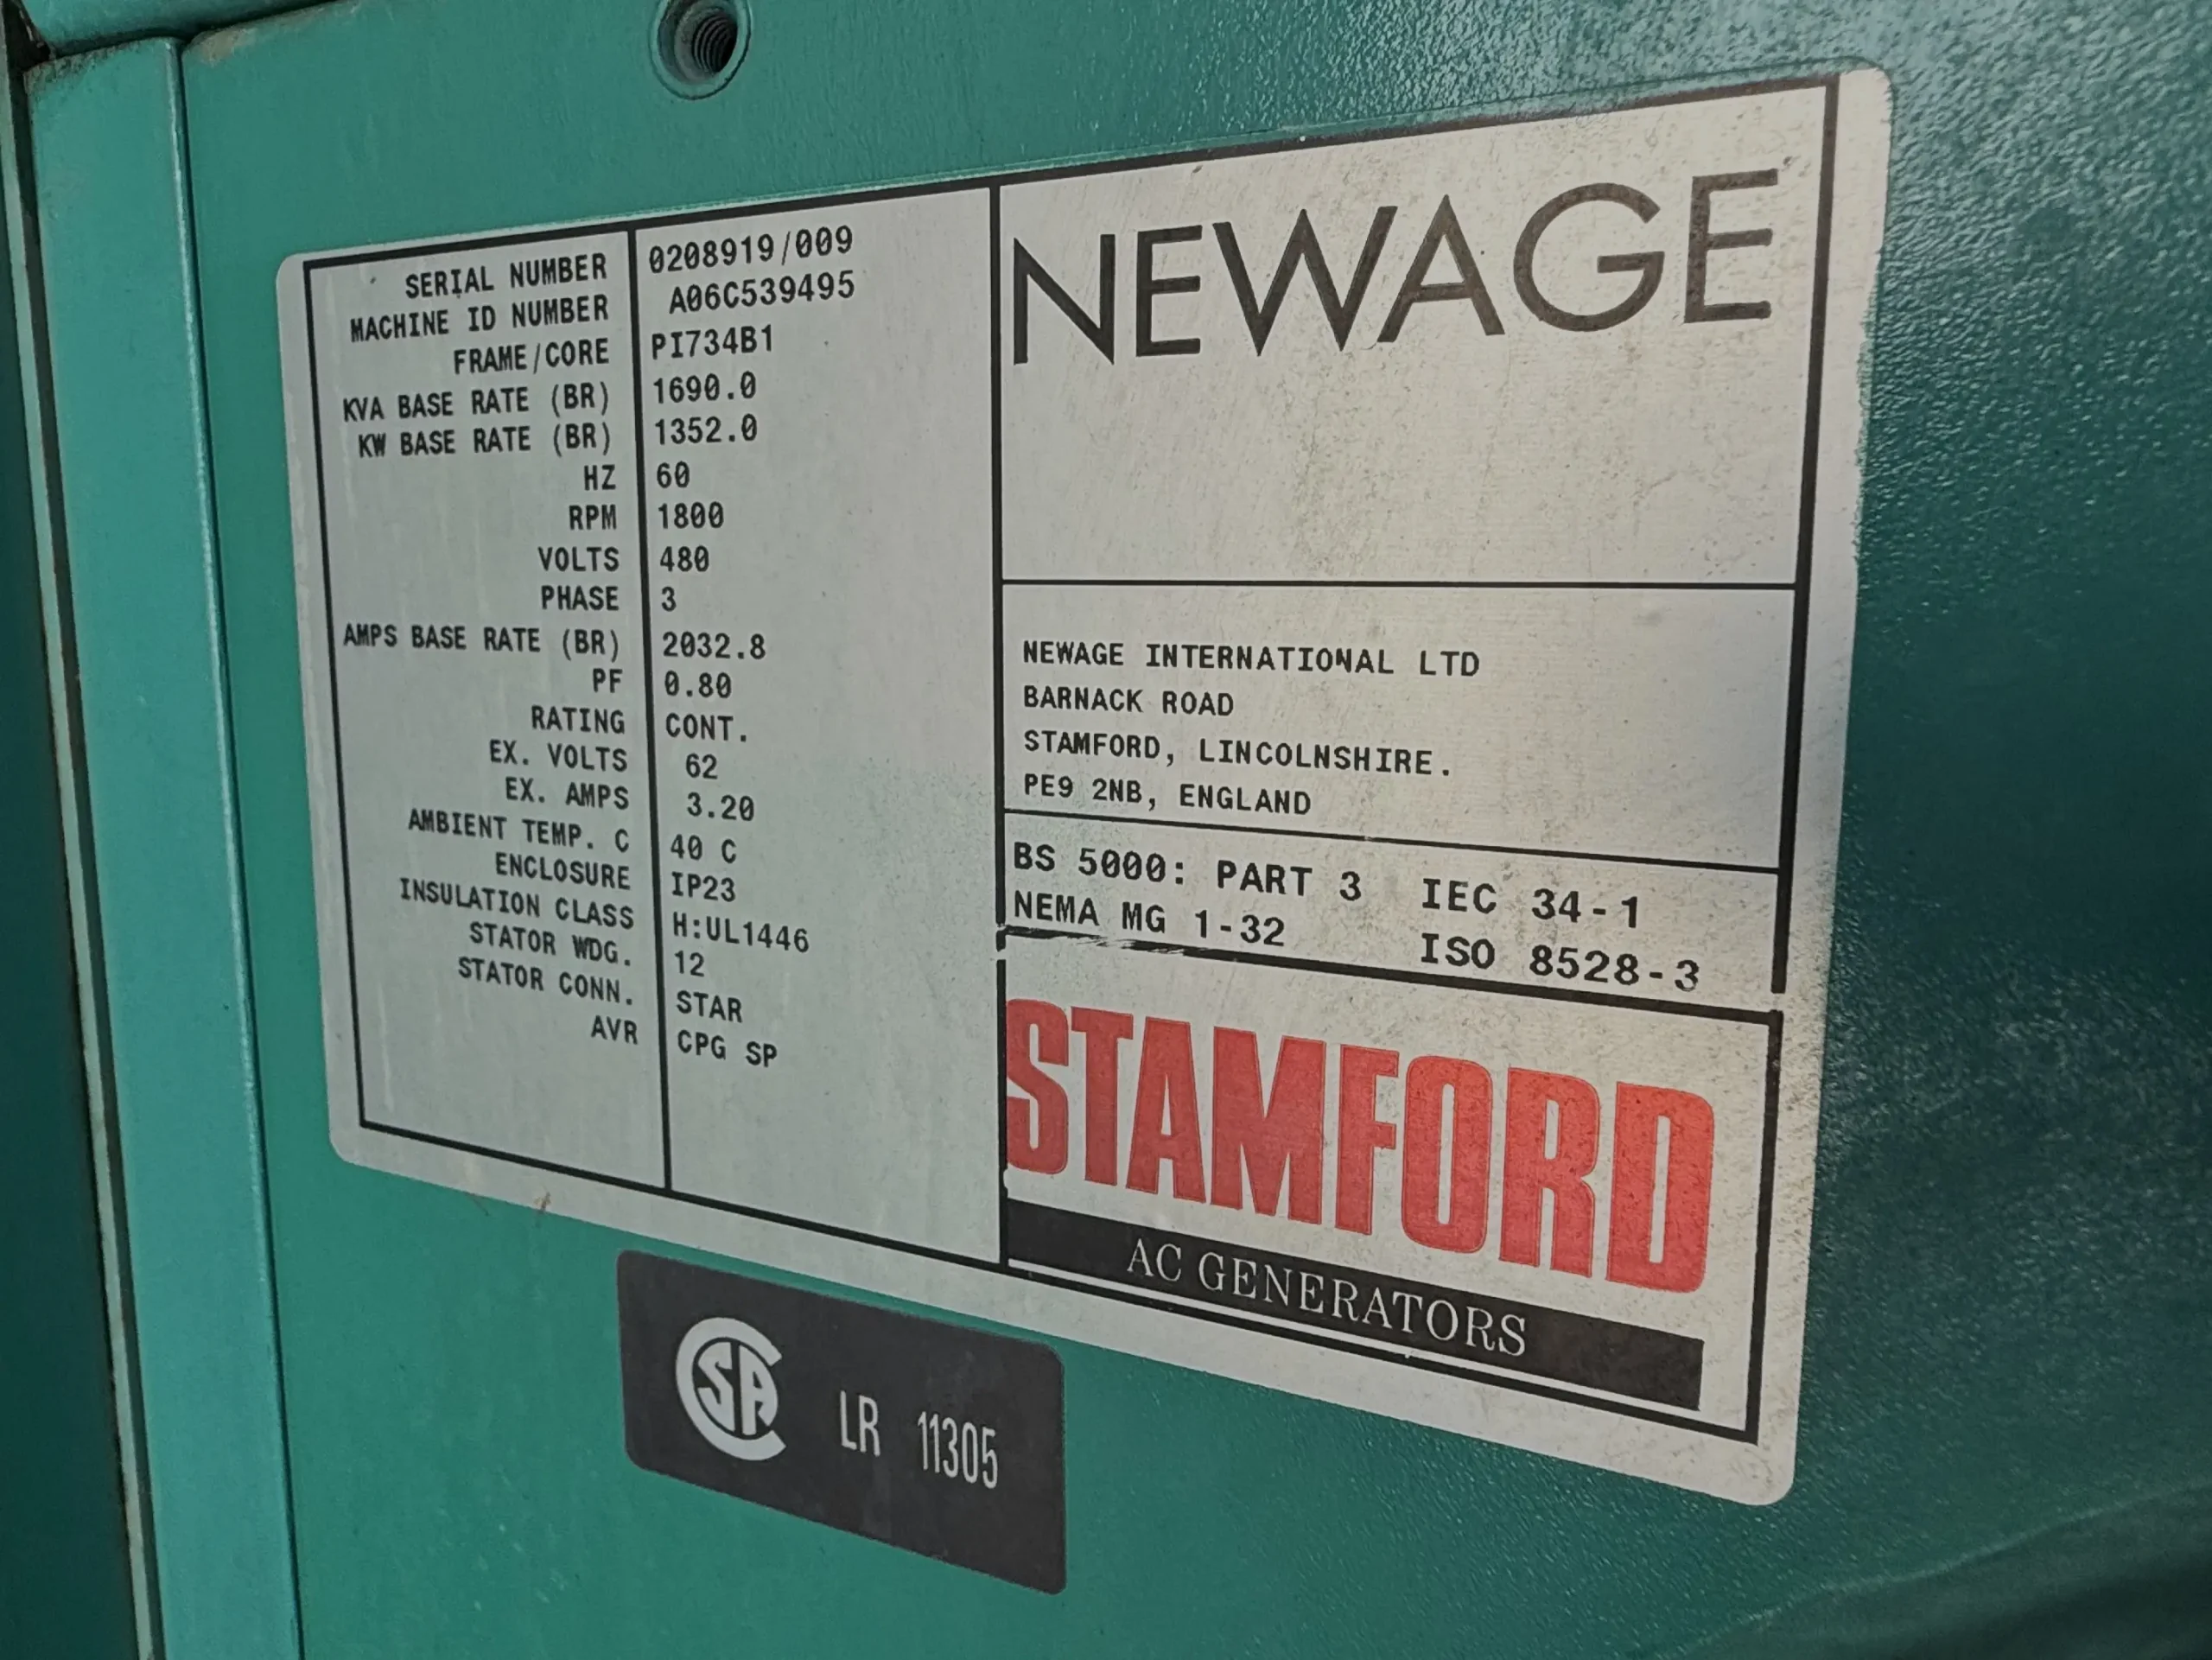 SERIAL NUMBER 0208919/009
MACHINE ID NUMBER A06C539495
FRAME/CORE PI734B1
KVA BASE RATE (BR) 1690.0
KW BASE RATE (BR) 1352.0
HZ 60
RPM 1800
VOLTS 480
PHASE 3
AMPS BASE RATE (BR) 2032.8
PF 0.80
RATING CONT.
EX. VOLTS 62
EX. AMPS 3.20
AMBIENT TEMP. C 40 C
ENCLOSURE IP23
INSULATION CLASS H:UL1446
STATOR WDG. 12
STATOR CONN. STAR
AVR CPG SP
NEWAGE
NEWAGE INTERNATIONAL LTD
BARNACK ROAD
STAMFORD, LINCOLNSHIRE.
PE9 2NB, ENGLAND
BS 5000: PART 3 IEC 34-1
NEMA MG 1-32 ISO 8528-3
STAMFORD
AC GENERATORS
CSA LR 11305